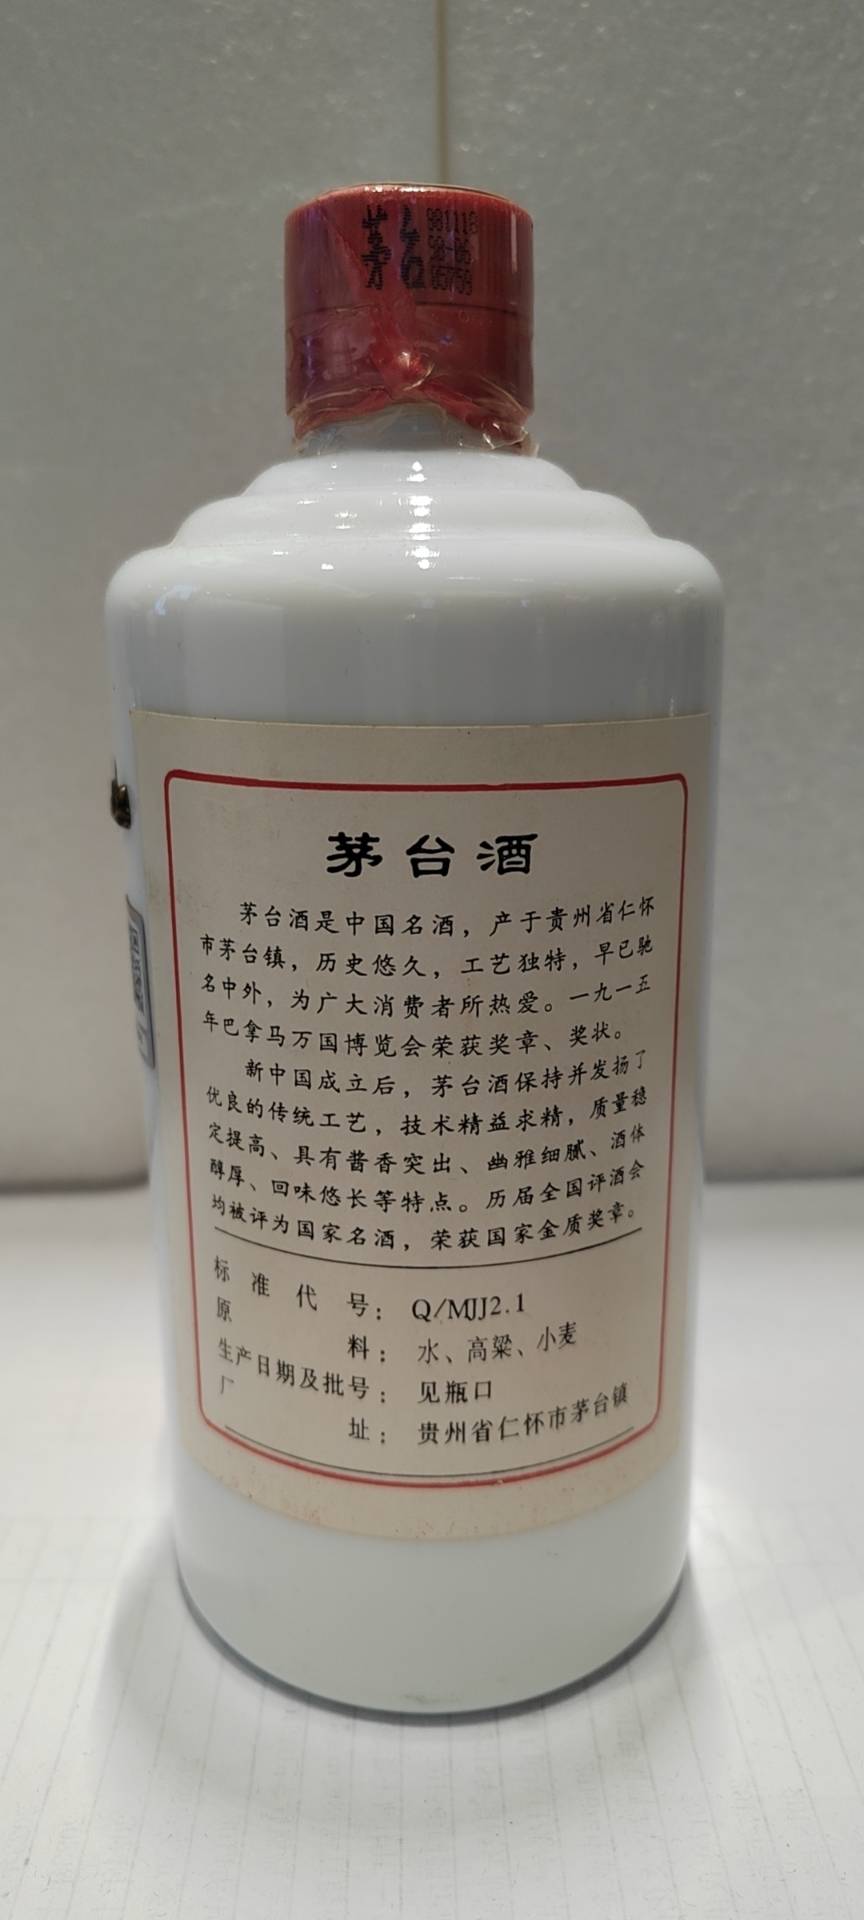 茅台
981118
98-06
05759
茅台酒
茅台酒是中国名酒，产于贵州省仁怀
市茅台镇，历史悠久，工艺独特，早已驰
名中外，为广大消费者所热爱。一九一五
年巴拿马万国博览会荣获奖章、奖状。
新中国成立后，茅台酒保持并发扬了
优良的传统工艺，技术精益求精，质量稳
定提高、具有酱香突出、幽雅细腻、酒体
醇厚、回味悠长等特点。历届全国评酒会
均被评为国家名酒，荣获国家金质奖章。
标准代号：Q/MJJ2.1
原料：水、高粱、小麦
生产日期及批号：见瓶口
厂址：贵州省仁怀市茅台镇